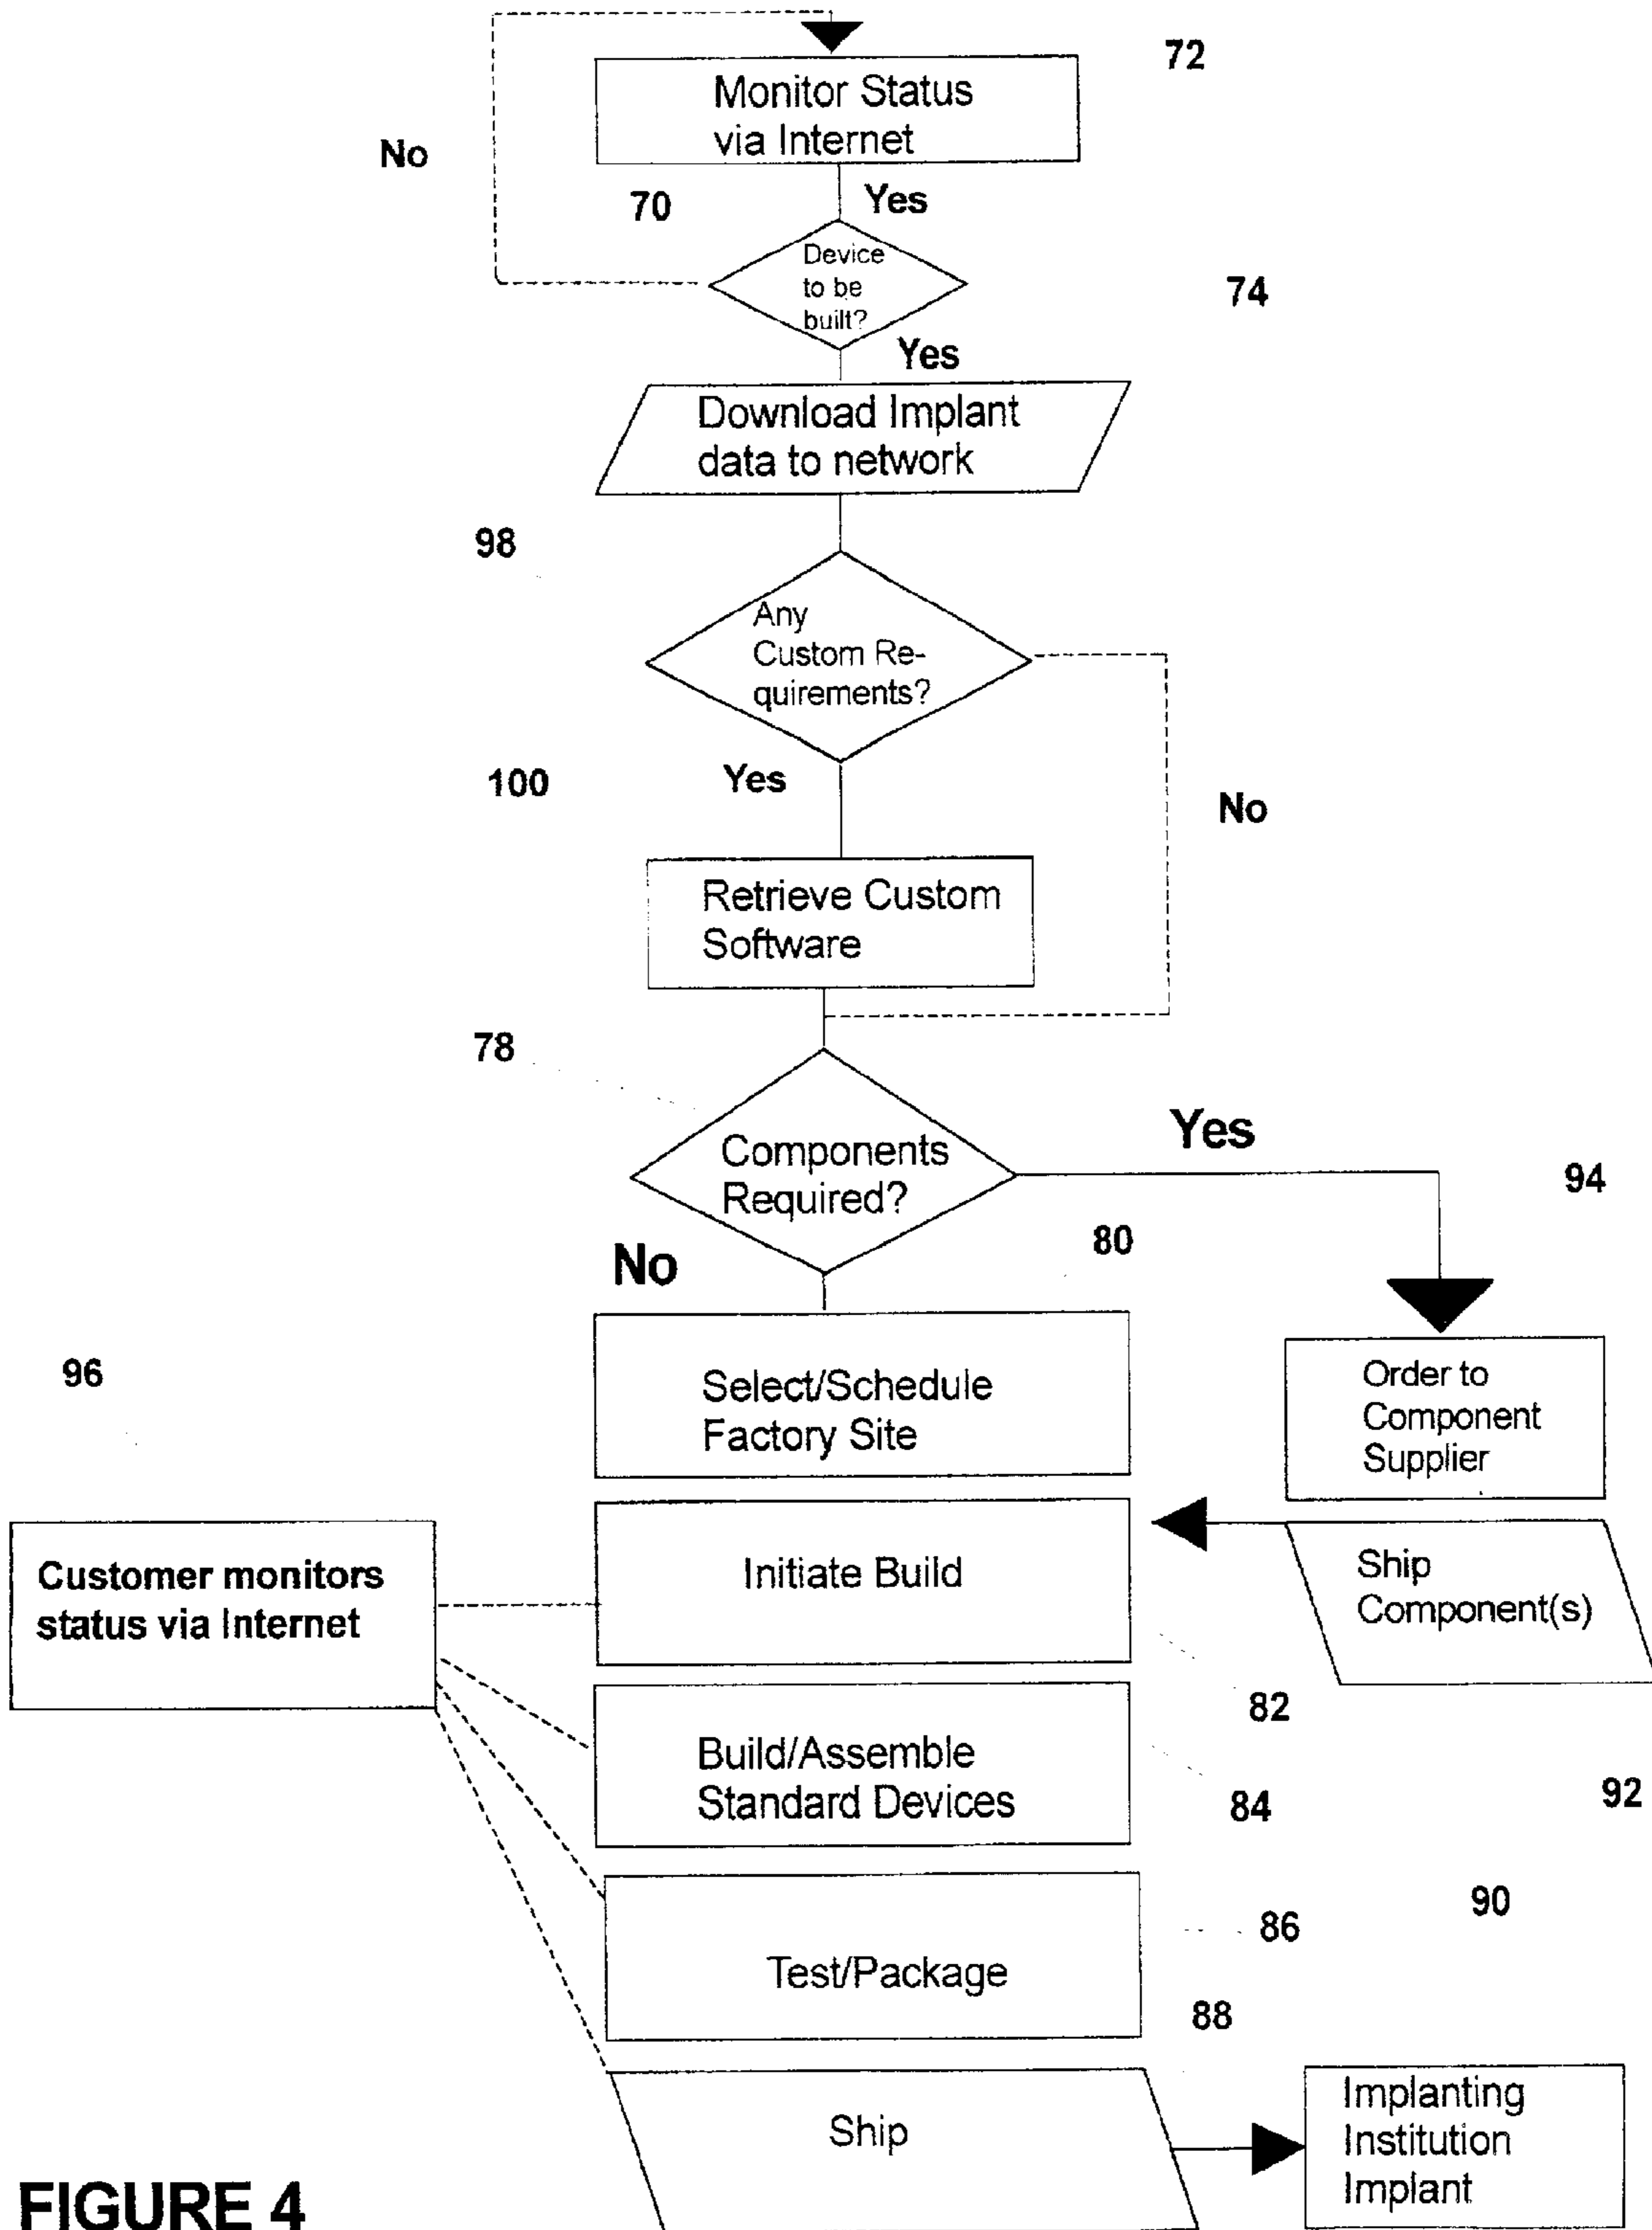 72
Monitor Status
via Internet
No
70
Yes
Device
to be
built?
74
Yes
Download Implant
data to network
98
Any
Custom Re-
quirements?
100
Yes
No
Retrieve Custom
Software
78
Components
Required?
Yes
94
80
No
Select/Schedule
Factory Site
Order to
Component
Supplier
96
Initiate Build
Ship
Component(s)
Customer monitors
status via Internet
82
Build/Assemble
Standard Devices
84
92
90
86
Test/Package
88
Ship
Implanting
Institution
Implant
FIGURE 4